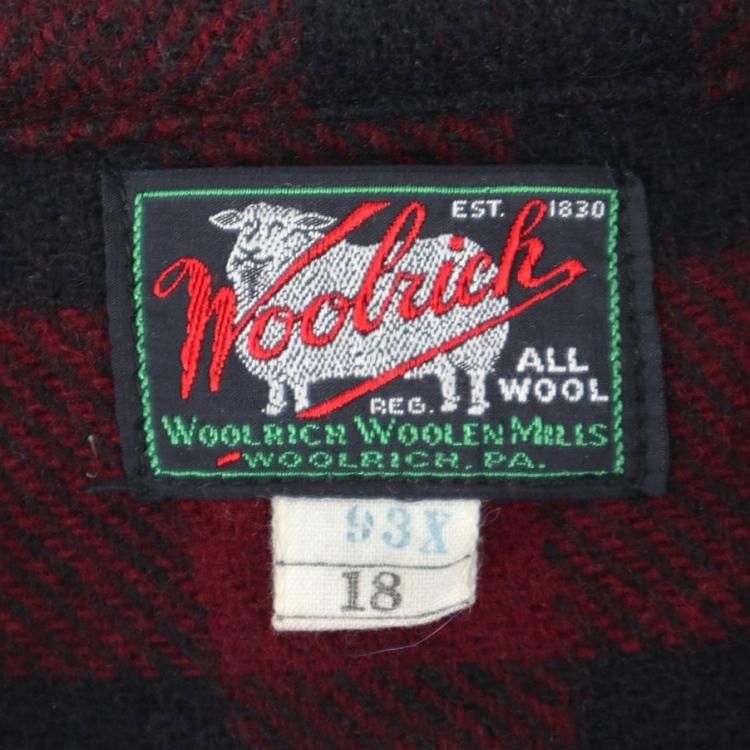 EST. 1830
Woolrich
ALL
WOOL
REG.
WOOLRICH WOOLEN MILLS
WOOLRICH, PA.
93X
18